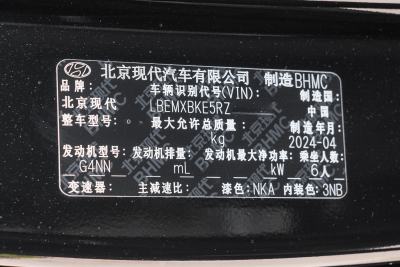 北京现代汽车有限公司 制造 BHMC
车辆识别代号(VIN): 制造国:
北京现代 LBEMXBKE5RZ 中国
整车型号: 最大允许总质量: 制造年月:
kg 2024-04
发动机型号: 发动机排量: 发动机最大净功率: 乘坐人数:
G4NN mL kW 6人
变速器: 主减速比: 漆色: NKA 内装色: 3NB